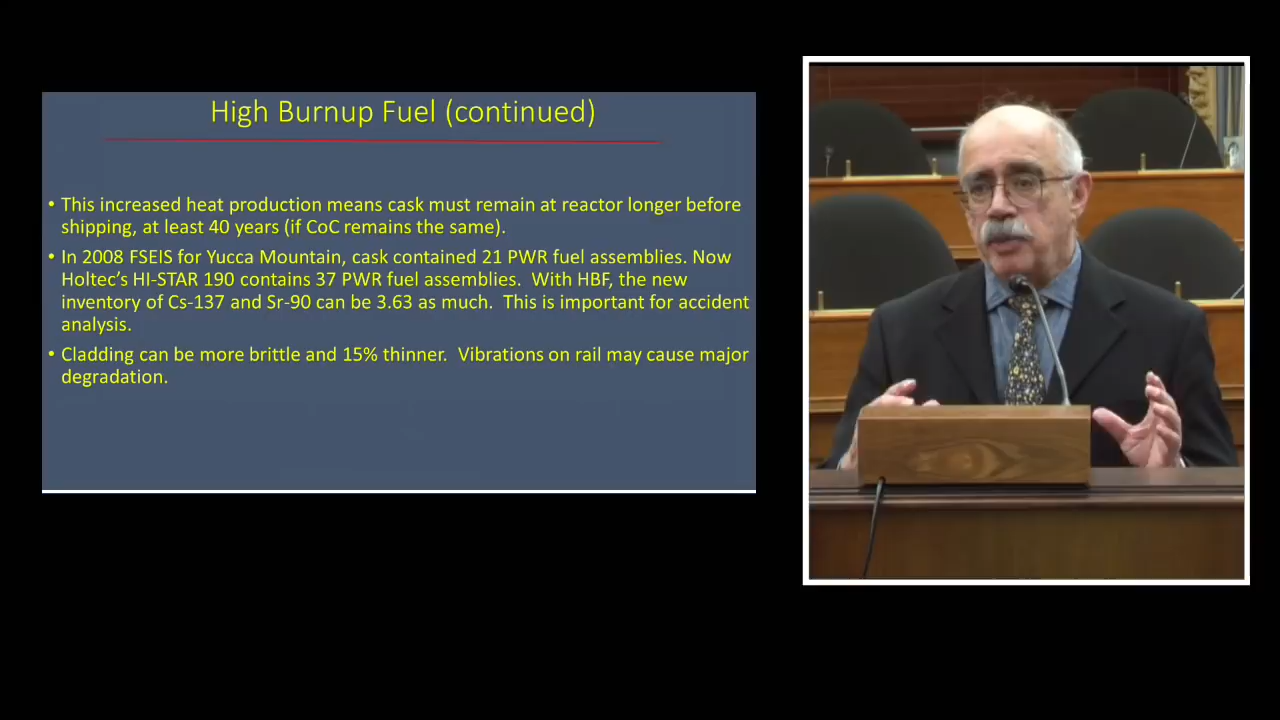 High Burnup Fuel (continued)
• This increased heat production means cask must remain at reactor longer before
shipping, at least 40 years (if CoC remains the same).
• In 2008 FSEIS for Yucca Mountain, cask contained 21 PWR fuel assemblies. Now
Holtec's HI-STAR 190 contains 37 PWR fuel assemblies.  With HBF, the new
inventory of Cs-137 and Sr-90 can be 3.63 as much.  This is important for accident
analysis.
• Cladding can be more brittle and 15% thinner.  Vibrations on rail may cause major
degradation.